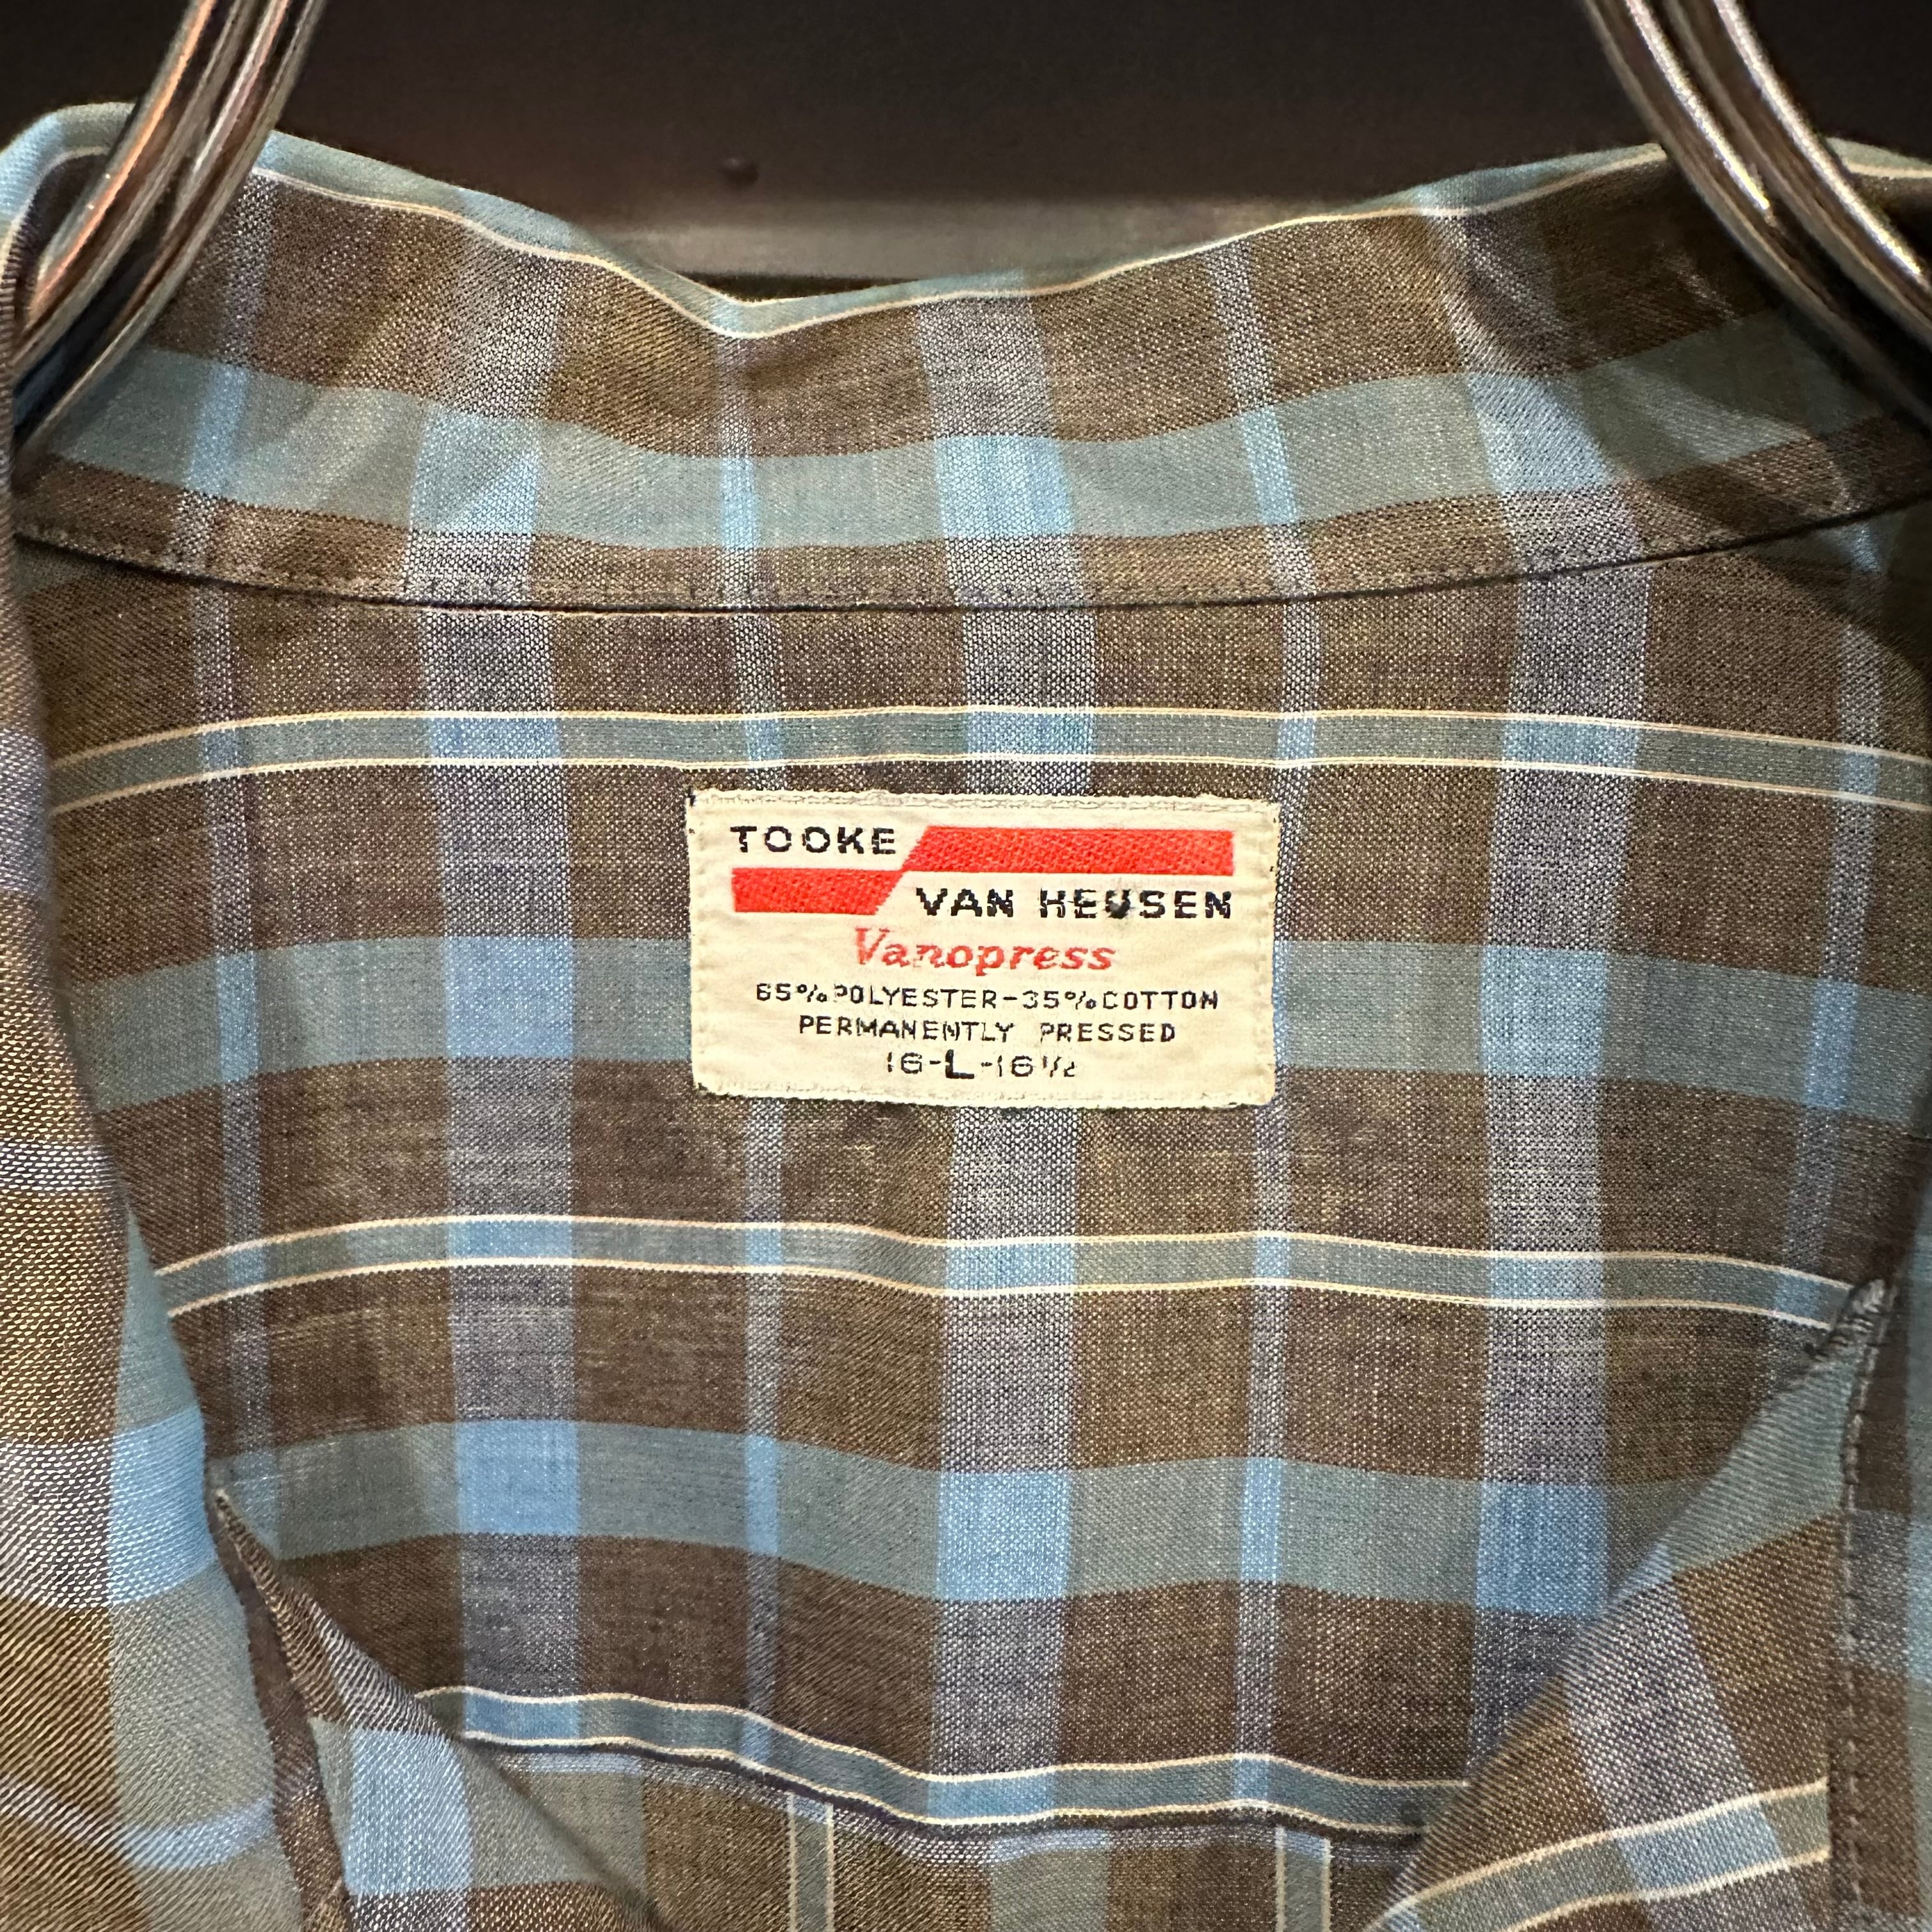 TOOKE
VAN HEUSEN
Vanopress
65% POLYESTER-35% COTTON
PERMANENTLY PRESSED
16-L-16½